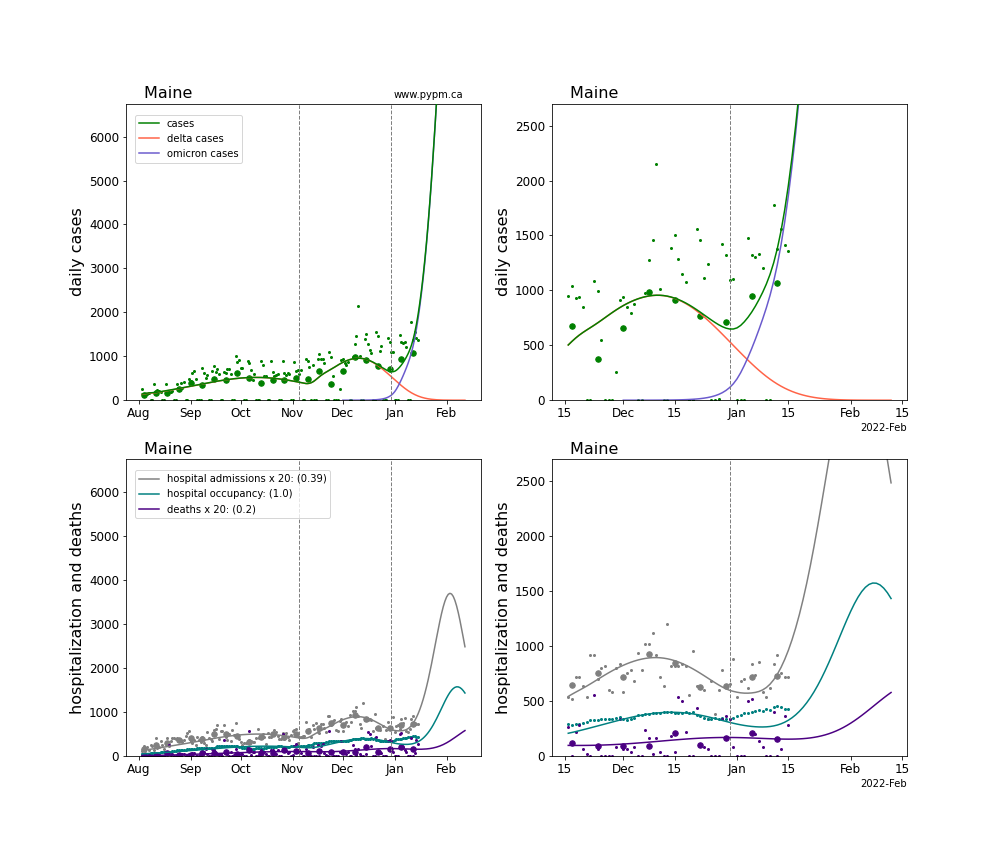 Maine
www.pypm.ca
daily cases
6000
5000
4000
3000
2000
1000
0
cases
delta cases
omicron cases
Aug Sep Oct Nov Dec Jan Feb
Maine
daily cases
2500
2000
1500
1000
500
0
15 Dec 15 Jan 15 Feb 15
2022-Feb
Maine
hospitalization and deaths
6000
5000
4000
3000
2000
1000
0
hospital admissions x 20: (0.39)
hospital occupancy: (1.0)
deaths x 20: (0.2)
Aug Sep Oct Nov Dec Jan Feb
Maine
hospitalization and deaths
2500
2000
1500
1000
500
0
15 Dec 15 Jan 15 Feb 15
2022-Feb